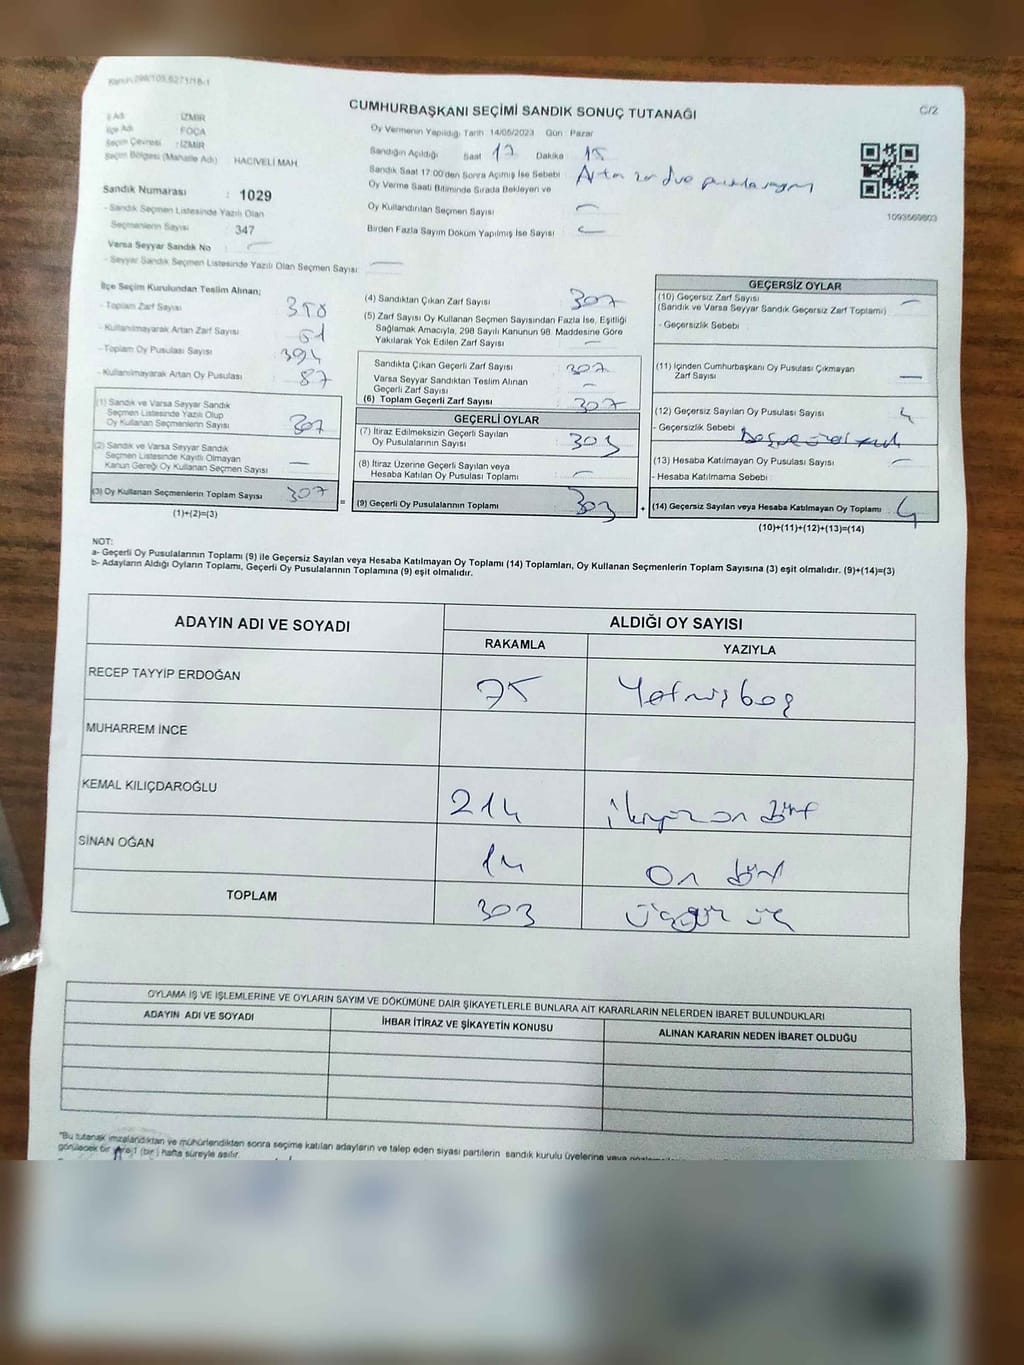 C/2
CUMHURBAŞKANI SEÇİMİ SANDIK SONUÇ TUTANAĞI
İl Adı İZMİR
İlçe Adı FOÇA
Seçim Çevresi : İZMİR
Seçim Bölgesi (Mahalle Adı) HACIVELİ MAH
Sandık Numarası : 1029
- Sandık Seçmen Listesinde Yazılı Olan
Seçmenlerin Sayısı 347
Varsa Seyyar Sandık No —
- Seyyar Sandık Seçmen Listesinde Yazılı Olan Seçmen Sayısı: —
Oy Vermenin Yapıldığı Tarih : 14/05/2023 Gün : Pazar
Sandığın Açıldığı Saat 17 Dakika 15
Sandık Saat 17:00'den Sonra Açılmış İse Sebebi
Oy Verme Saati Bitiminde Sırada Bekleyen ve
Oy Kullandırılan Seçmen Sayısı —
Birden Fazla Sayım Döküm Yapılmış İse Sayısı —
1093569803
İlçe Seçim Kurulundan Teslim Alınan;
- Toplam Zarf Sayısı
- Kullanılmayarak Artan Zarf Sayısı
- Toplam Oy Pusulası Sayısı 394
- Kullanılmayarak Artan Oy Pusulası 87
(1) Sandık ve Varsa Seyyar Sandık
Seçmen Listesinde Yazılı Olup
Oy Kullanan Seçmenlerin Sayısı 307
(2) Sandık ve Varsa Seyyar Sandık
Seçmen Listesinde Kayıtlı Olmayan
Kanun Gereği Oy Kullanan Seçmen Sayısı —
(3) Oy Kullanan Seçmenlerin Toplam Sayısı 307
(1)+(2)=(3)
(4) Sandıktan Çıkan Zarf Sayısı 307
(5) Zarf Sayısı Oy Kullanan Seçmen Sayısından Fazla İse, Eşitliği
Sağlamak Amacıyla, 298 Sayılı Kanunun 98. Maddesine Göre
Yakılarak Yok Edilen Zarf Sayısı —
Sandıkta Çıkan Geçerli Zarf Sayısı 307
Varsa Seyyar Sandıktan Teslim Alınan
Geçerli Zarf Sayısı —
(6) Toplam Geçerli Zarf Sayısı 307
GEÇERLİ OYLAR
(7) İtiraz Edilmeksizin Geçerli Sayılan
Oy Pusulalarının Sayısı 303
(8) İtiraz Üzerine Geçerli Sayılan veya
Hesaba Katılan Oy Pusulası Toplamı —
= (9) Geçerli Oy Pusulalarının Toplamı 303
GEÇERSİZ OYLAR
(10) Geçersiz Zarf Sayısı —
(Sandık ve Varsa Seyyar Sandık Geçersiz Zarf Toplamı)
- Geçersizlik Sebebi
(11) İçinden Cumhurbaşkanı Oy Pusulası Çıkmayan
Zarf Sayısı —
(12) Geçersiz Sayılan Oy Pusulası Sayısı 4
- Geçersizlik Sebebi
(13) Hesaba Katılmayan Oy Pusulası Sayısı —
- Hesaba Katılmama Sebebi
+ (14) Geçersiz Sayılan veya Hesaba Katılmayan Oy Toplamı 4
(10)+(11)+(12)+(13)=(14)
NOT:
a- Geçerli Oy Pusulalarının Toplamı (9) ile Geçersiz Sayılan veya Hesaba Katılmayan Oy Toplamı (14) Toplamları, Oy Kullanan Seçmenlerin Toplam Sayısına (3) eşit olmalıdır. (9)+(14)=(3)
b- Adayların Aldığı Oyların Toplamı, Geçerli Oy Pusulalarının Toplamına (9) eşit olmalıdır.
ADAYIN ADI VE SOYADI ALDIĞI OY SAYISI
RAKAMLA YAZIYLA
RECEP TAYYİP ERDOĞAN 75 Yetmişbeş
MUHARREM İNCE
KEMAL KILIÇDAROĞLU 214 ikiyüz on dört
SİNAN OĞAN 14 On dört
TOPLAM 303 üçyüz üç
OYLAMA İŞ VE İŞLEMLERİNE VE OYLARIN SAYIM VE DÖKÜMÜNE DAİR ŞİKAYETLERLE BUNLARA AİT KARARLARIN NELERDEN İBARET BULUNDUKLARI
ADAYIN ADI VE SOYADI İHBAR İTİRAZ VE ŞİKAYETİN KONUSU ALINAN KARARIN NEDEN İBARET OLDUĞU
"Bu tutanak imzalandıktan ve mühürlendikten sonra seçime katılan adayların ve talep eden siyasi partilerin sandık kurulu üyelerine veya
görülecek bir yere 1 (bir) hafta süreyle asılır.